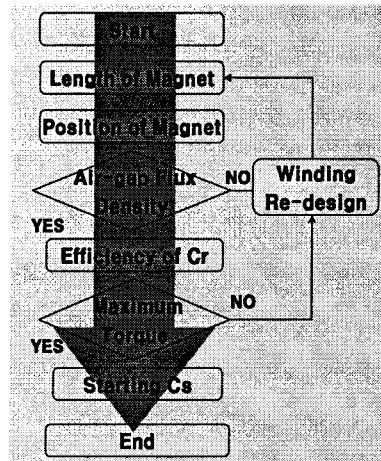 Start
Length of Magnet
Position of Magnet
Air-gab Flux
Density
NO
Winding
Re-design
YES
Efficiency of Cr
Maximum
Torque
NO
YES
Starting Cs
End